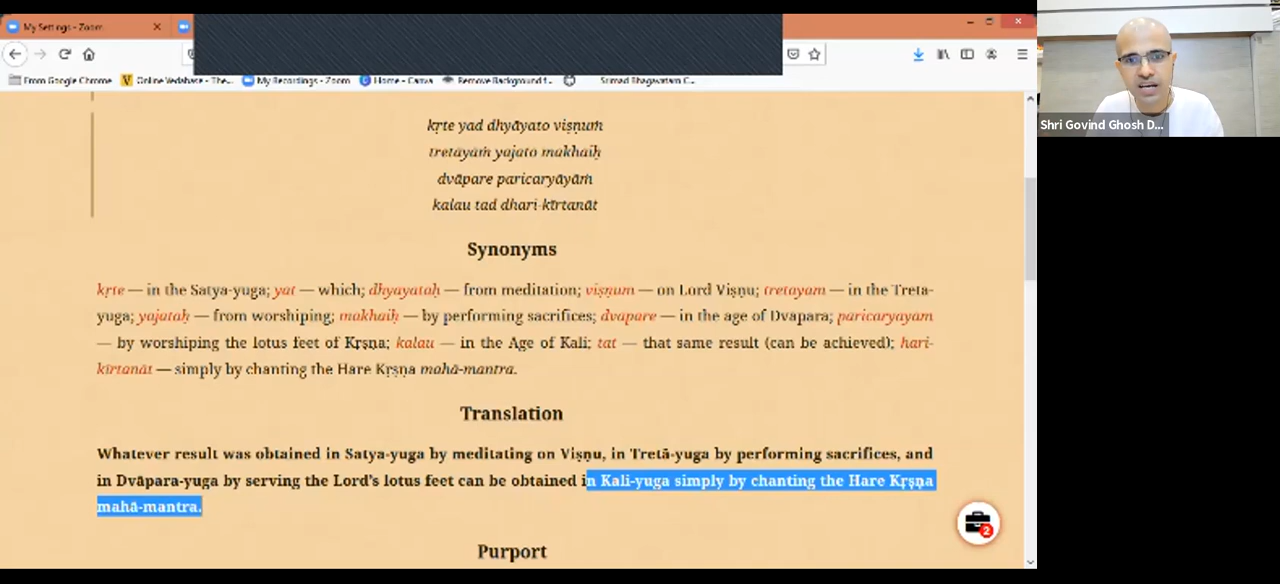 My Settings - Zoom
From Google Chrome
Online Vedabase - The...
My Recordings - Zoom
Home - Canva
Remove Background f...
Srimad Bhagwatam C...
Shri Govind Ghosh D...
kṛte yad dhyāyato viṣṇuṁ
tretāyāṁ yajato makhaiḥ
dvāpare paricaryāyāṁ
kalau tad dhari-kīrtanāt
Synonyms
kṛte — in the Satya-yuga; yat — which; dhyāyataḥ — from meditation; viṣṇum — on Lord Viṣṇu; tretāyām — in the Treta-
yuga; yajataḥ — from worshiping; makhaiḥ — by performing sacrifices; dvāpare — in the age of Dvāpara; paricaryāyām
— by worshiping the lotus feet of Kṛṣṇa; kalau — in the Age of Kali; tat — that same result (can be achieved); hari-
kīrtanāt — simply by chanting the Hare Kṛṣṇa mahā-mantra.
Translation
Whatever result was obtained in Satya-yuga by meditating on Viṣṇu, in Tretā-yuga by performing sacrifices, and
in Dvāpara-yuga by serving the Lord's lotus feet can be obtained in Kali-yuga simply by chanting the Hare Kṛṣṇa
mahā-mantra.
2
Purport